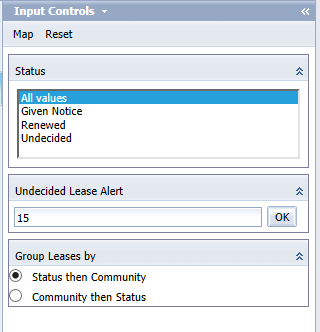 Input Controls
Map Reset
Status
All values
Given Notice
Renewed
Undecided
Undecided Lease Alert
15 OK
Group Leases by
Status then Community
Community then Status